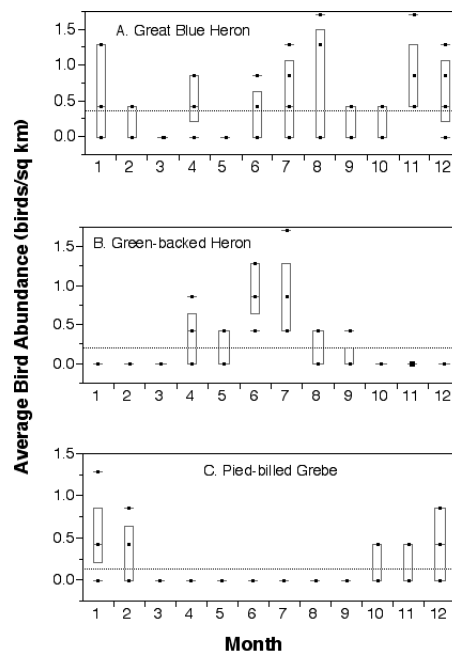 Average Bird Abundance (birds/sq km)
A. Great Blue Heron
1.5
1.0
0.5
0.0
1 2 3 4 5 6 7 8 9 10 11 12
B. Green-backed Heron
1.5
1.0
0.5
0.0
1 2 3 4 5 6 7 8 9 10 11 12
C. Pied-billed Grebe
1.5
1.0
0.5
0.0
1 2 3 4 5 6 7 8 9 10 11 12
Month